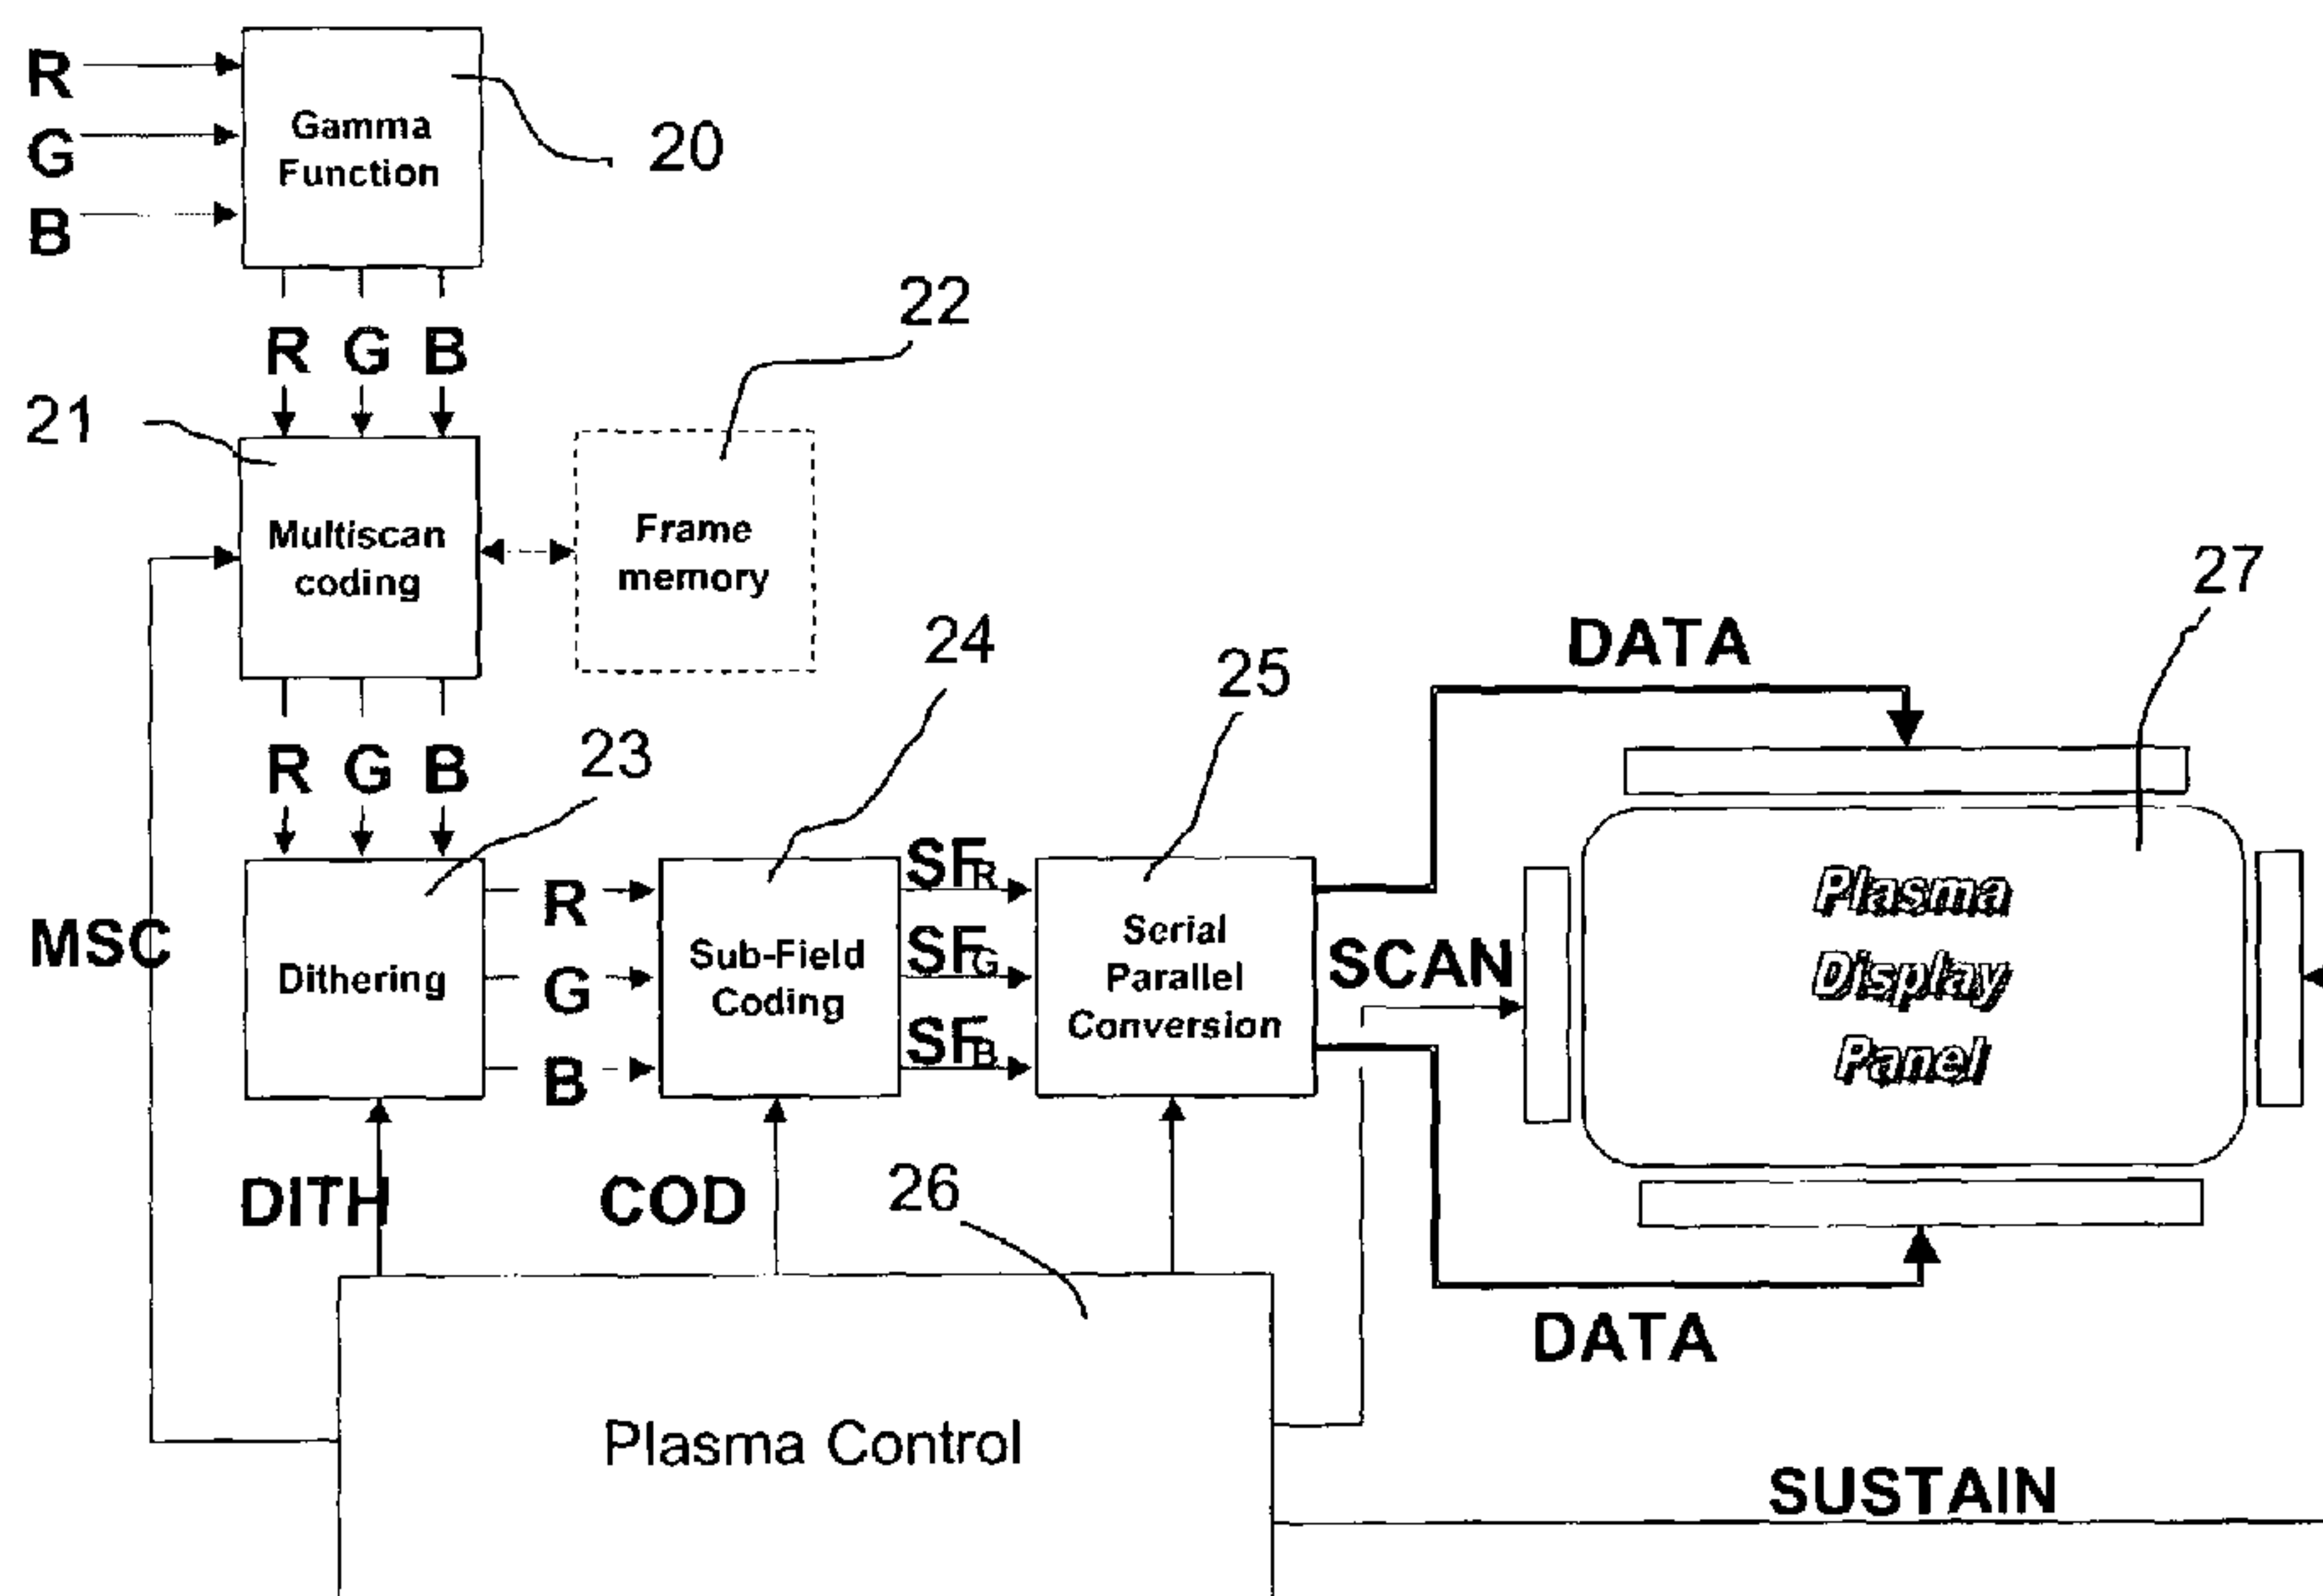 R
G
B
Gamma
Function
20
R G B
21
22
Multiscan
coding
Frame
memory
R G B
23
24
25
27
DATA
MSC
Dithering
R
G
B
Sub-Field
Coding
SFR
SFG
SFB
Serial
Parallel
Conversion
SCAN
Plasma
Display
Panel
DITH
COD
26
DATA
Plasma Control
SUSTAIN